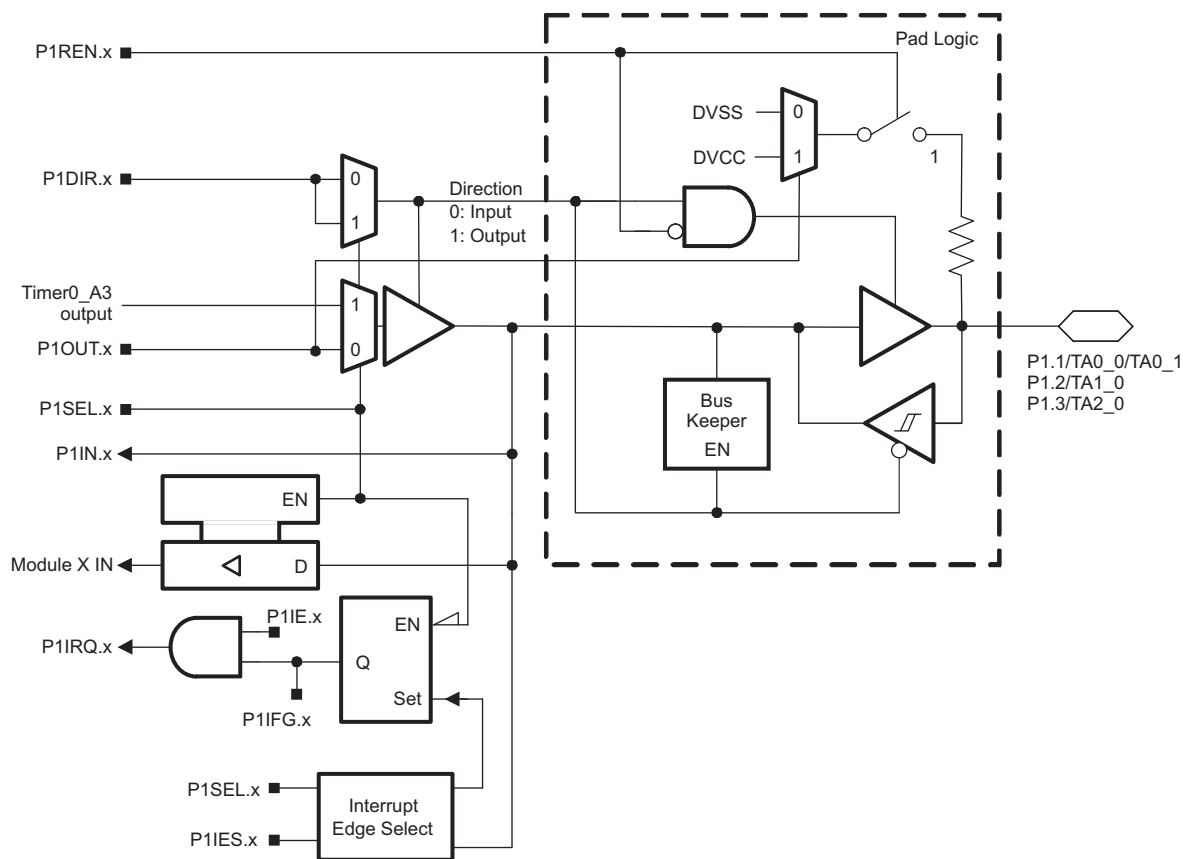 Pad Logic
P1REN.x
DVSS
0
DVCC
1
1
P1DIR.x
0
1
Direction
0: Input
1: Output
Timer0_A3
output
1
P1OUT.x
0
P1.1/TA0_0/TA0_1
P1.2/TA1_0
P1.3/TA2_0
P1SEL.x
Bus
Keeper
EN
P1IN.x
EN
Module X IN
D
P1IE.x
P1IRQ.x
EN
Q
Set
P1IFG.x
P1SEL.x
P1IES.x
Interrupt
Edge Select